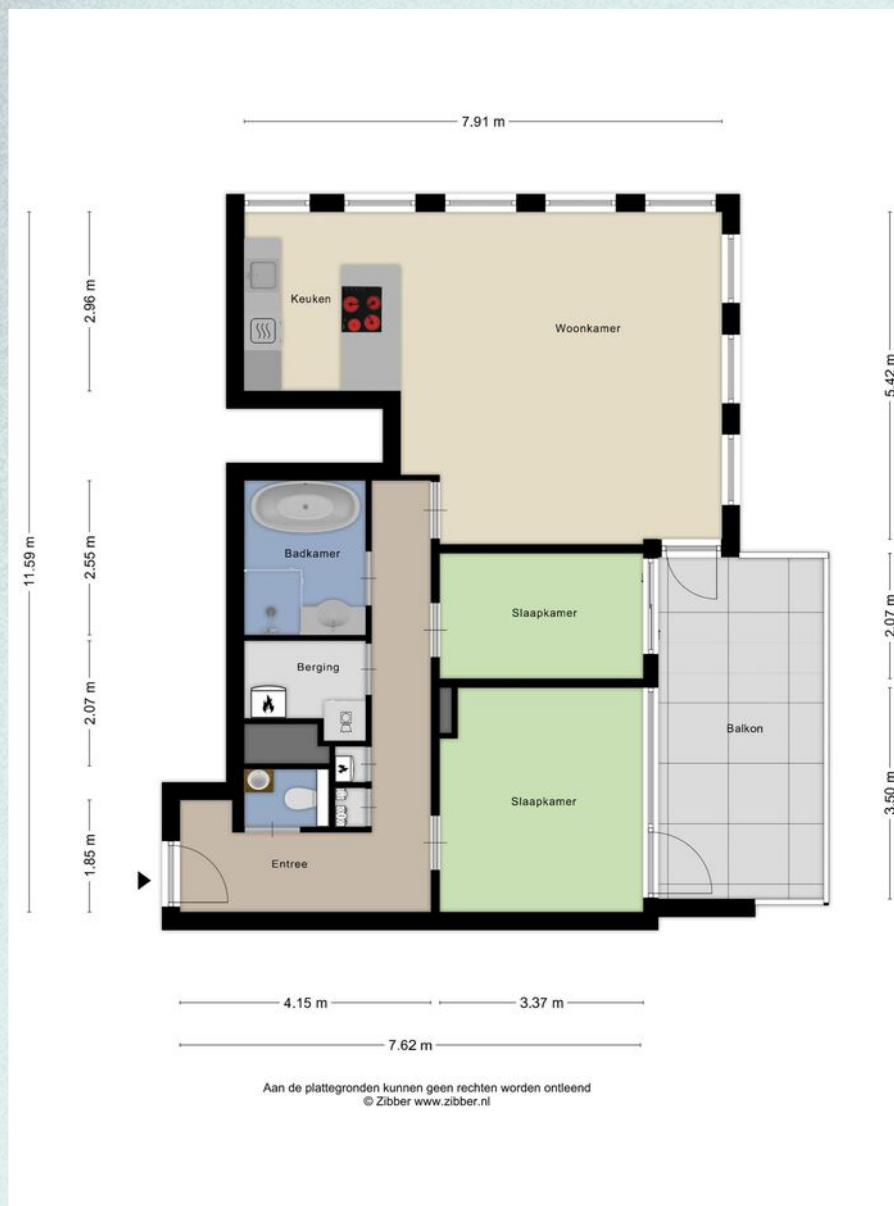 7.91 m
2.96 m
Keuken
Woonkamer
5.42 m
11.59 m
2.55 m
Badkamer
Slaapkamer
2.07 m
Berging
2.07 m
Balkon
Slaapkamer
3.50 m
1.85 m
Entree
4.15 m
3.37 m
7.62 m
Aan de plattegronden kunnen geen rechten worden ontleend
© Zibber www.zibber.nl